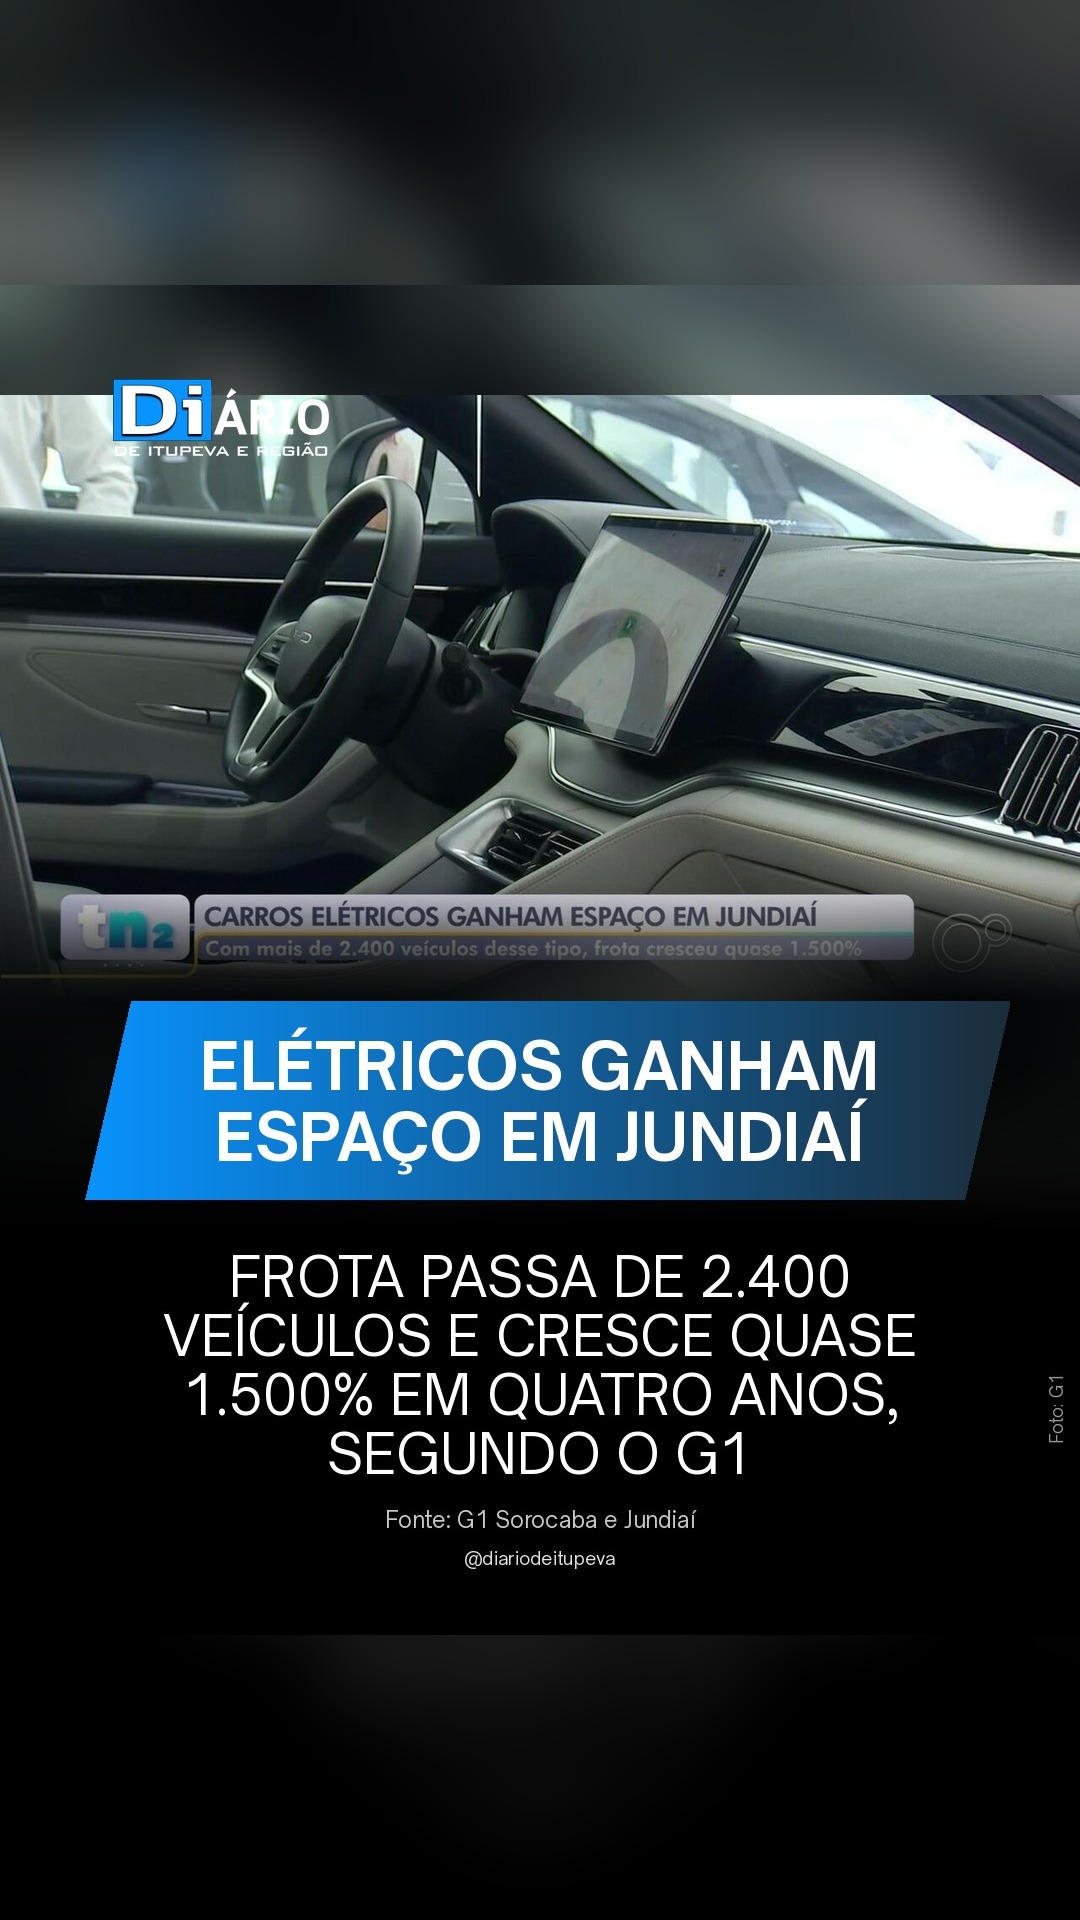 DiÁRIO
DE ITUPEVA E REGIÃO
tn2
CARROS ELÉTRICOS GANHAM ESPAÇO EM JUNDIAÍ
Com mais de 2.400 veículos desse tipo, frota cresceu quase 1.500%
ELÉTRICOS GANHAM
ESPAÇO EM JUNDIAÍ
FROTA PASSA DE 2.400
VEÍCULOS E CRESCE QUASE
1.500% EM QUATRO ANOS,
SEGUNDO O G1
Foto: G1
Fonte: G1 Sorocaba e Jundiaí
@diariodeitupeva